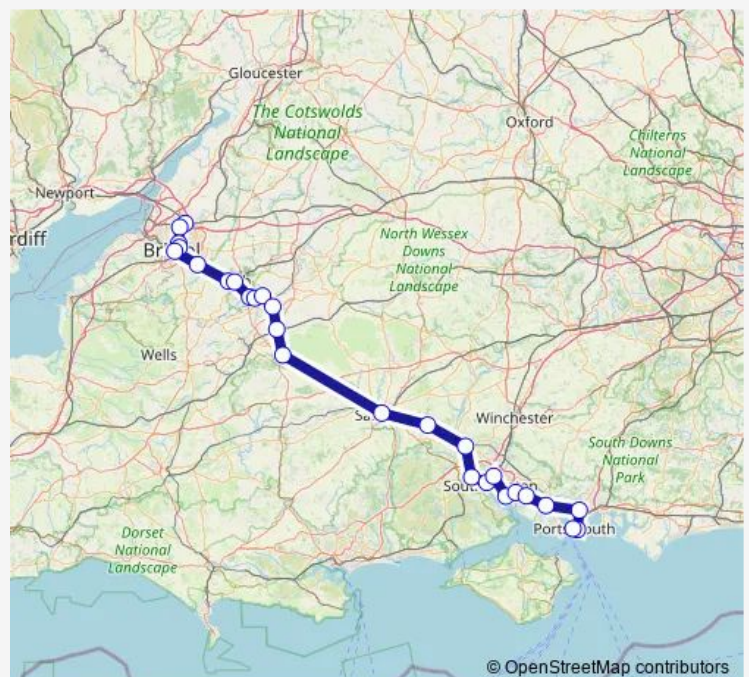 Gloucester
The Cotswolds
National
Landscape
Oxford
Chilterns
National
Landscape
Newport
rdiff
North Wessex
Downs
National
Landscape
Wells
Winchester
South Downs
National
Park
Dorset
National
Landscape
© OpenStreetMap contributors